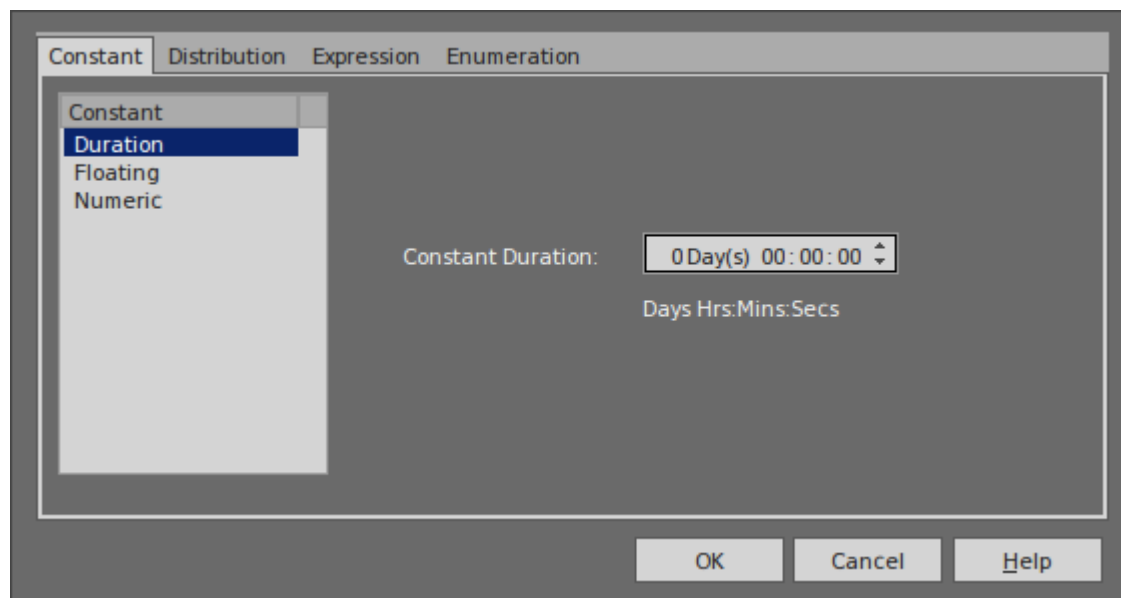 Constant Distribution Expression Enumeration
Constant
Duration
Floating
Numeric
Constant Duration: 0 Day(s) 00:00:00
Days Hrs:Mins:Secs
OK Cancel Help